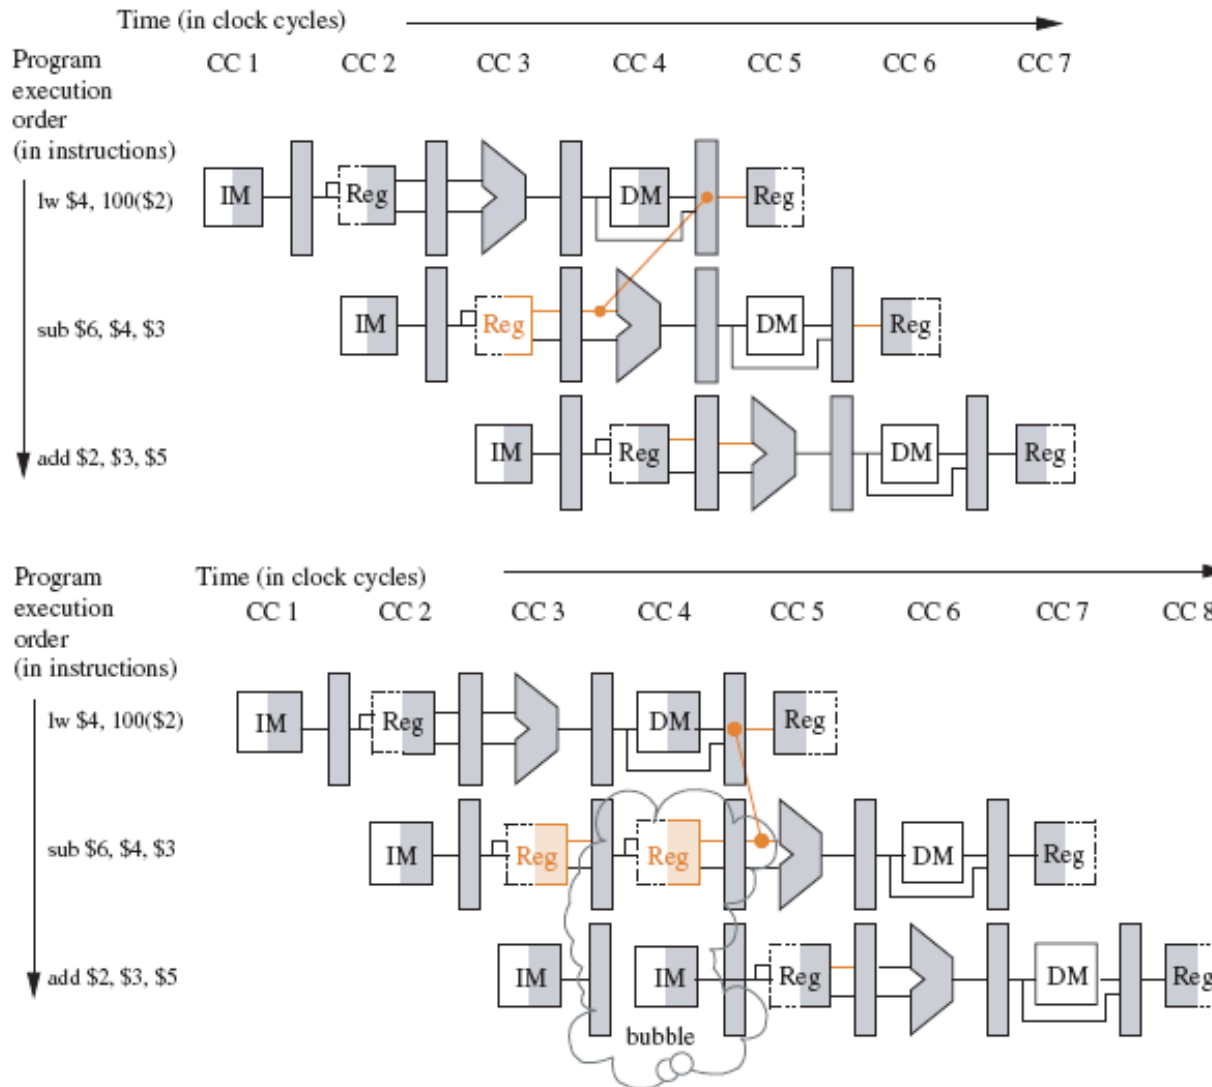 Time (in clock cycles)
Program
execution
order
(in instructions)
CC 1 CC 2 CC 3 CC 4 CC 5 CC 6 CC 7
lw $4, 100($2)
IM Reg DM Reg
sub $6, $4, $3
IM Reg DM Reg
add $2, $3, $5
IM Reg DM Reg
Program
execution
order
(in instructions)
Time (in clock cycles)
CC 1 CC 2 CC 3 CC 4 CC 5 CC 6 CC 7 CC 8
lw $4, 100($2)
IM Reg DM Reg
sub $6, $4, $3
IM Reg Reg DM Reg
add $2, $3, $5
IM IM Reg DM Reg
bubble